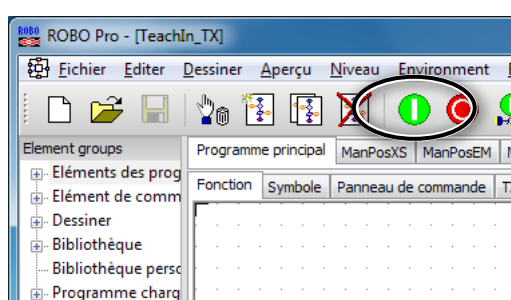 ROBO Pro - [TeachIn_TX]
Fichier Editer Dessiner Aperçu Niveau Environment
Element groups
Programme principal ManPosXS ManPosEM
Eléments des prog
Fonction Symbole Panneau de commande
Elément de comm
Dessiner
Bibliothèque
Bibliothèque perso
Programme charg